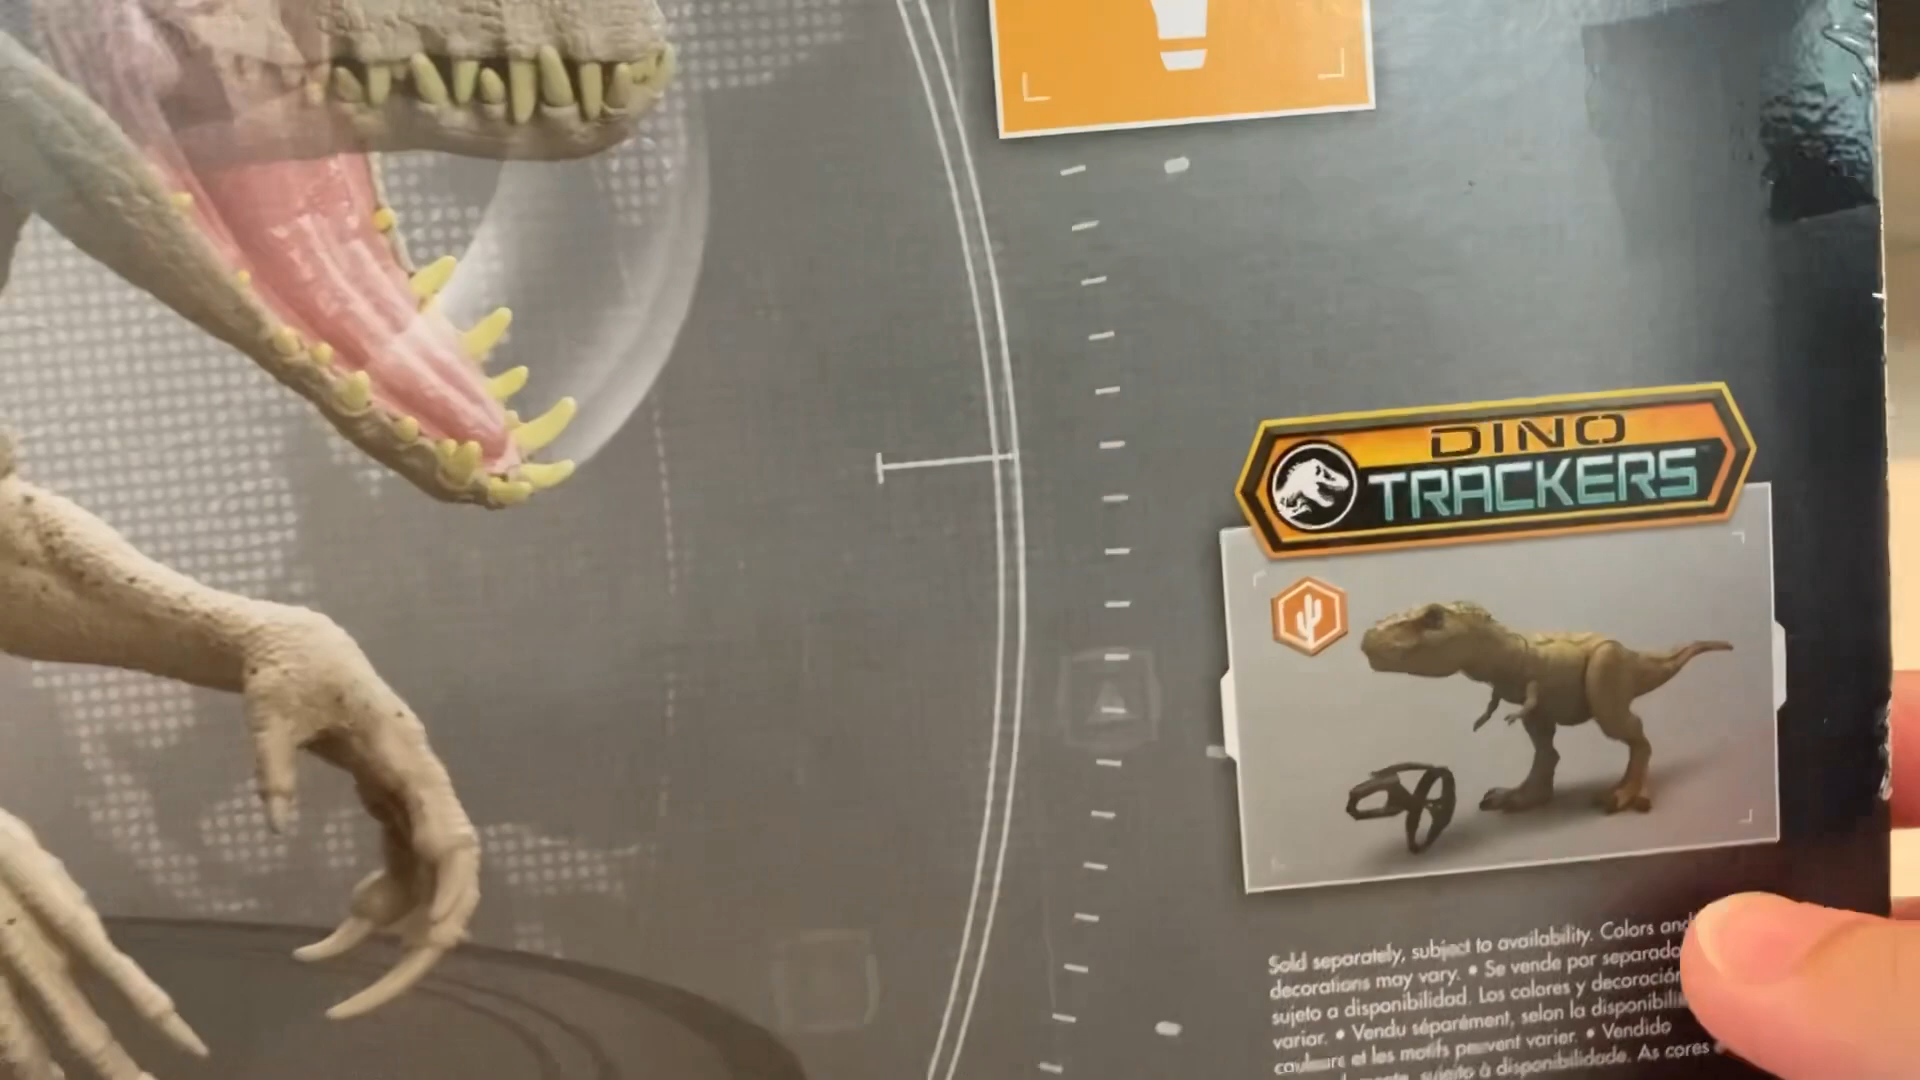 DINO
TRACKERS
Sold separately, subject to availability. Colors and
decorations may vary. • Se vende por separado
sujeto a disponibilidad. Los colores y decoración
variar. • Vendu séparément, selon la disponibili
couleurs et les motifs peuvent varier. • Vendido
sujeito à disponibilidade. As cores